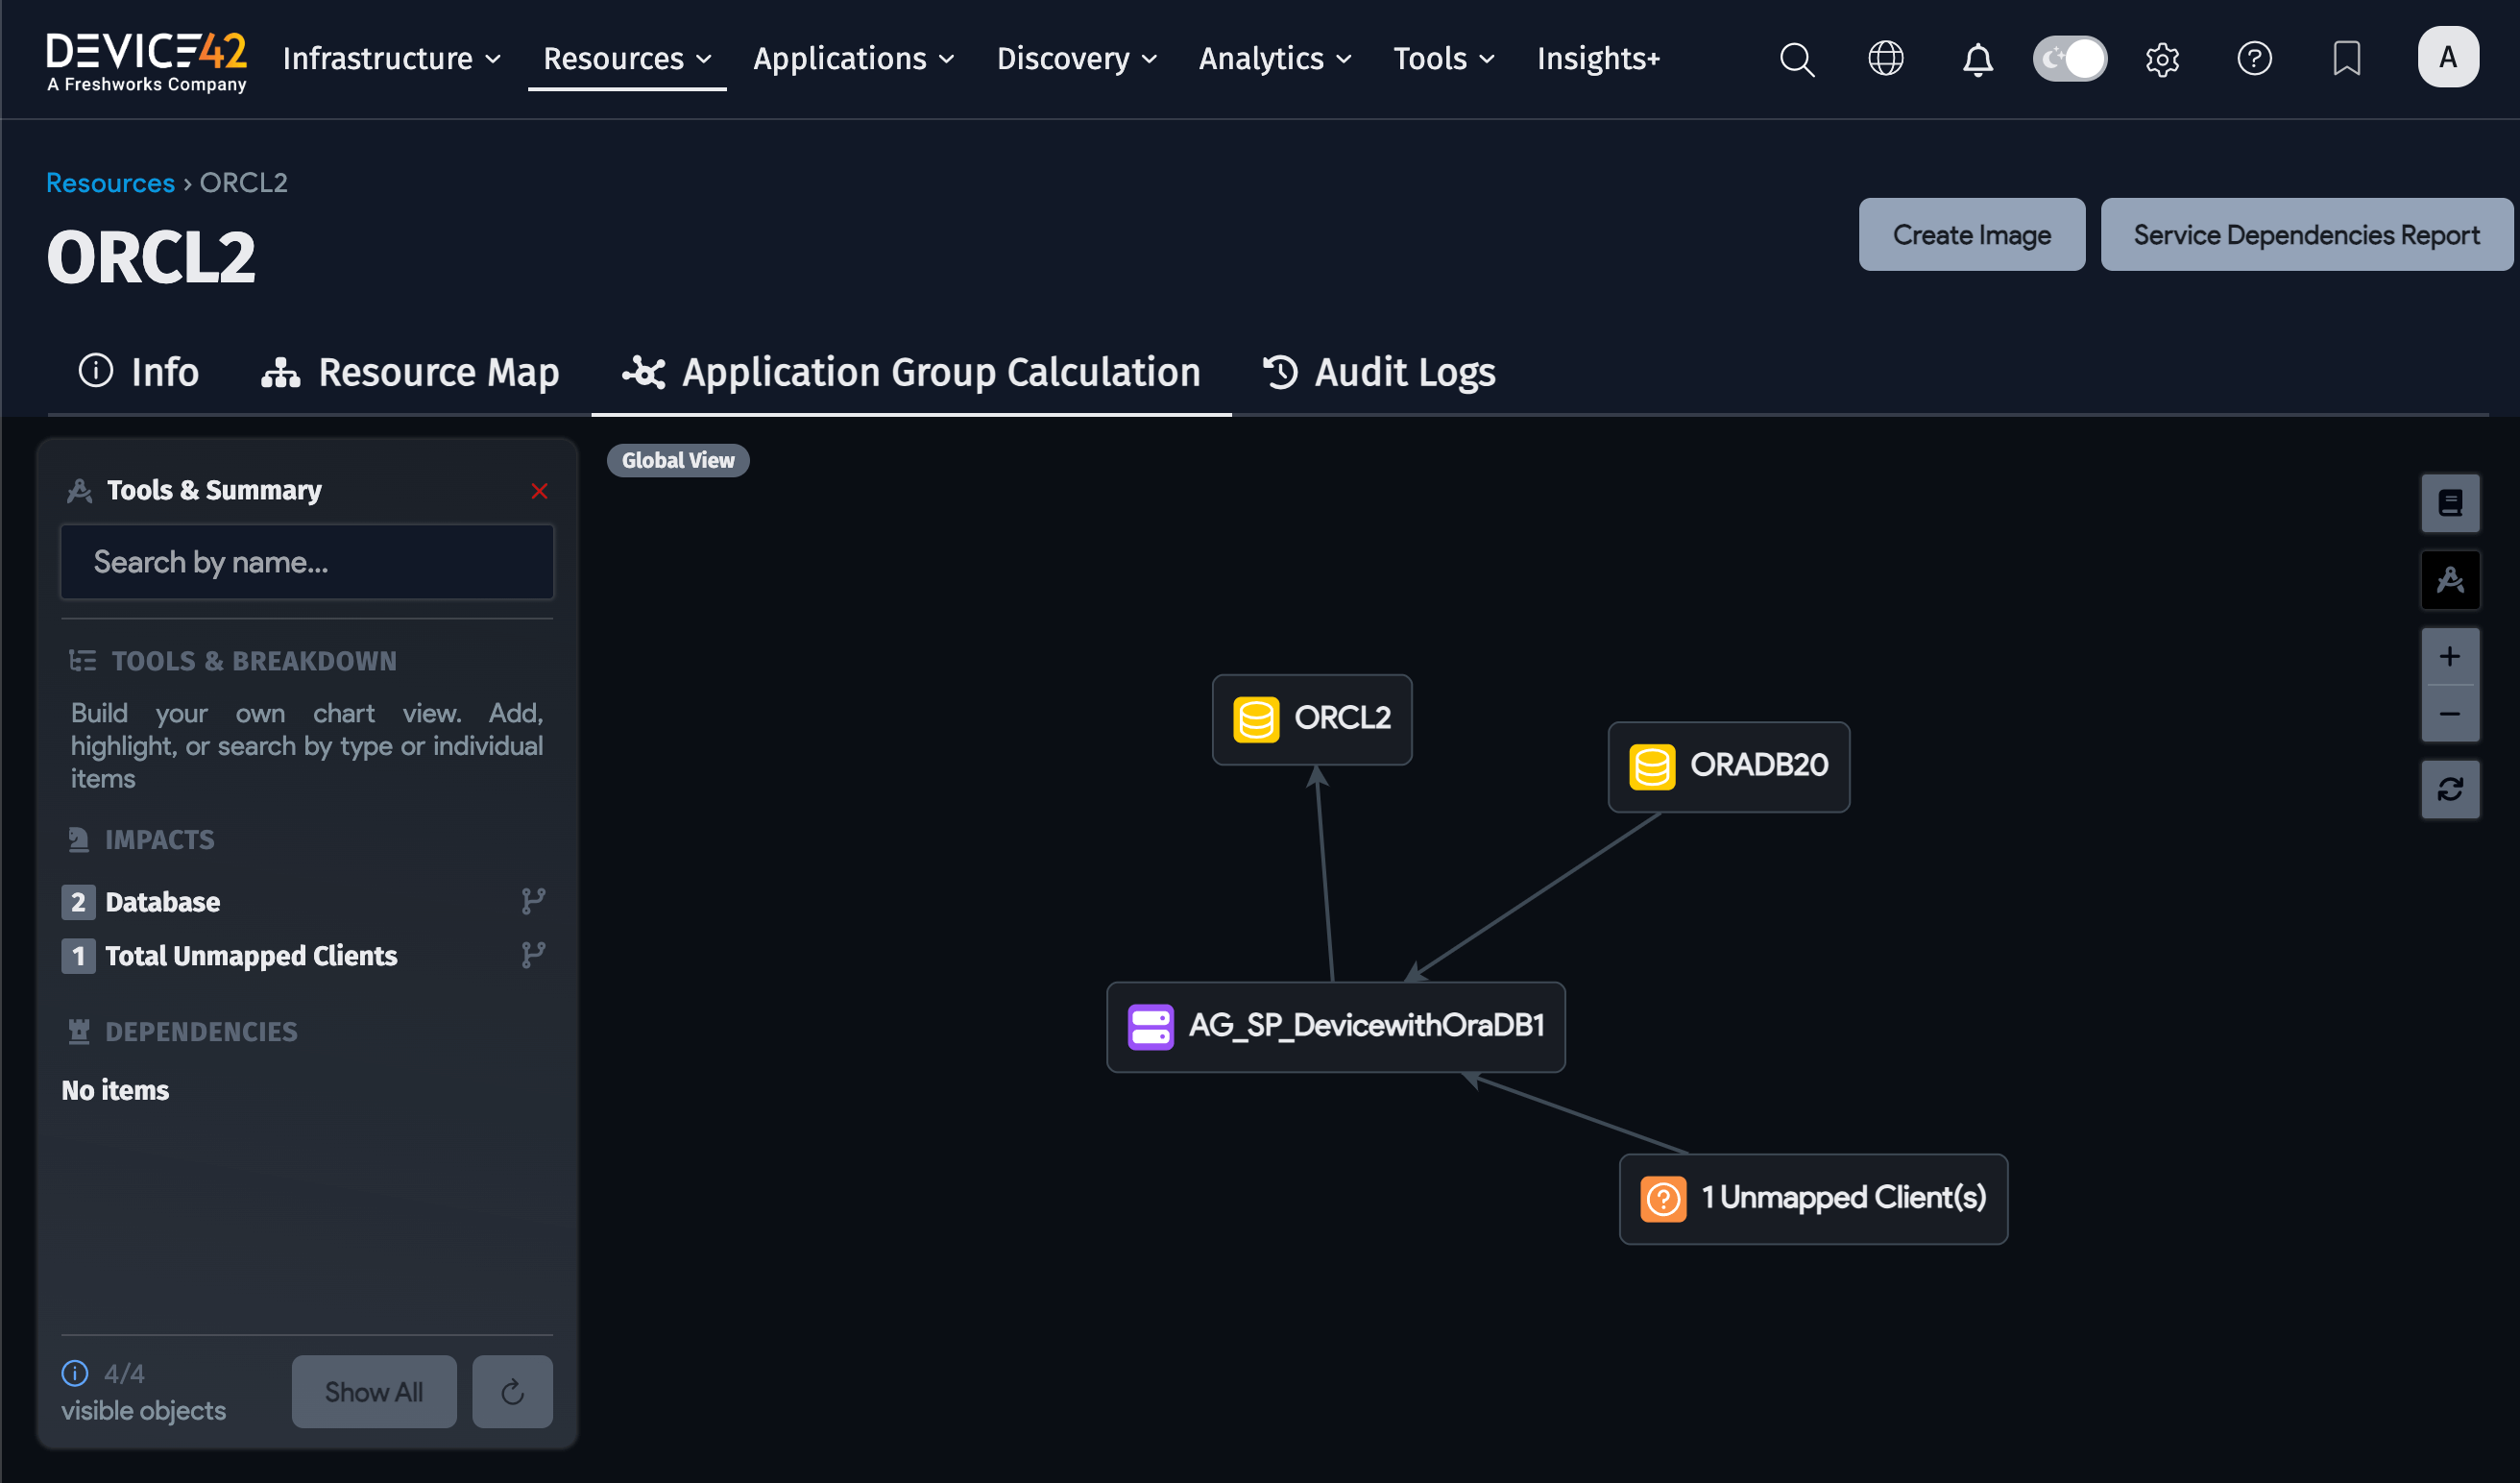 DEVICE42
A Freshworks Company
Infrastructure
Resources
Applications
Discovery
Analytics
Tools
Insights+
A
Resources › ORCL2
ORCL2
Create Image
Service Dependencies Report
Info
Resource Map
Application Group Calculation
Audit Logs
Tools & Summary
Search by name...
TOOLS & BREAKDOWN
Build your own chart view. Add,
highlight, or search by type or individual
items
IMPACTS
2 Database
1 Total Unmapped Clients
DEPENDENCIES
No items
4/4
visible objects
Show All
Global View
ORCL2
ORADB20
AG_SP_DevicewithOraDB1
1 Unmapped Client(s)